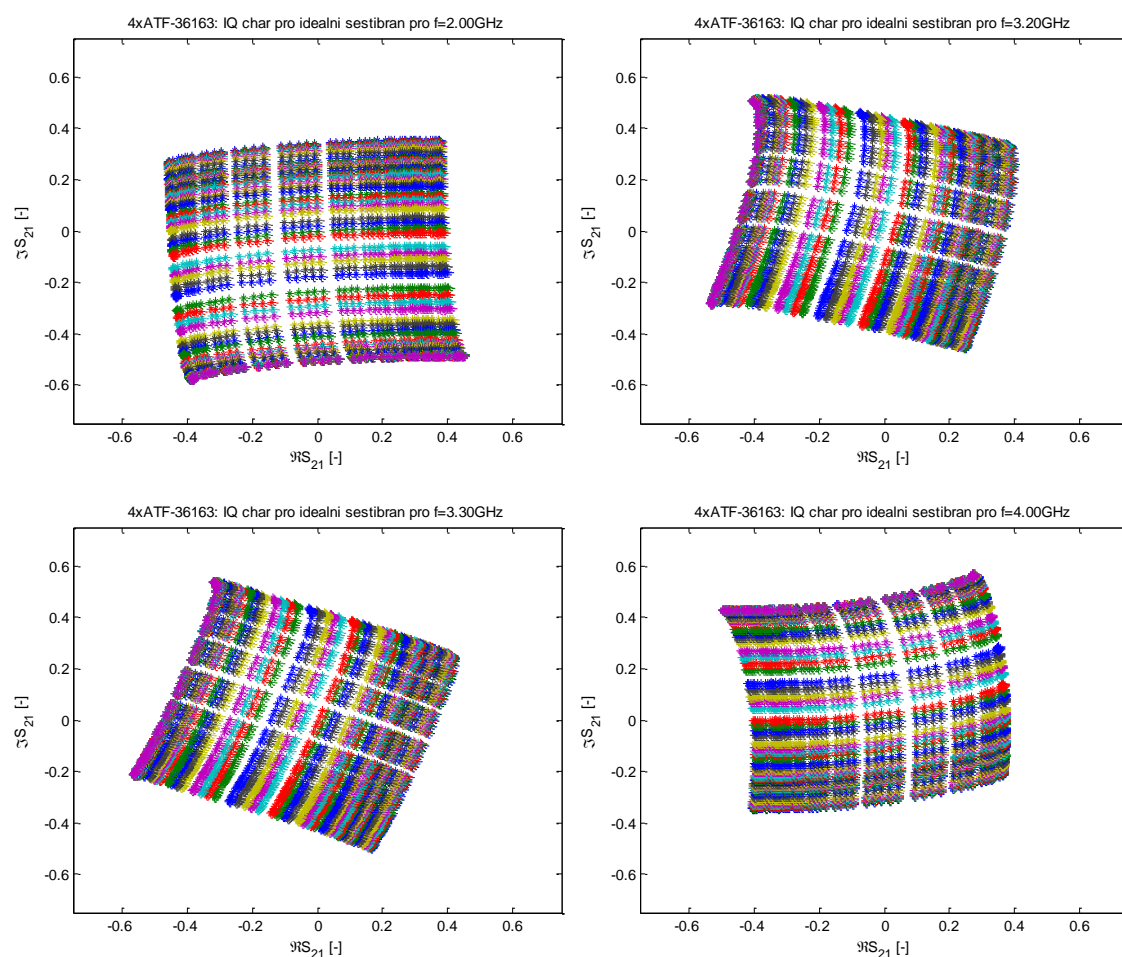 4xATF-36163: IQ char pro idealni sestibran pro f=2.00GHz
0.6
0.4
0.2
0
-0.2
-0.4
-0.6
ℑS21 [-]
-0.6 -0.4 -0.2 0 0.2 0.4 0.6
ℜS21 [-]
4xATF-36163: IQ char pro idealni sestibran pro f=3.20GHz
0.6
0.4
0.2
0
-0.2
-0.4
-0.6
ℑS21 [-]
-0.6 -0.4 -0.2 0 0.2 0.4 0.6
ℜS21 [-]
4xATF-36163: IQ char pro idealni sestibran pro f=3.30GHz
0.6
0.4
0.2
0
-0.2
-0.4
-0.6
ℑS21 [-]
-0.6 -0.4 -0.2 0 0.2 0.4 0.6
ℜS21 [-]
4xATF-36163: IQ char pro idealni sestibran pro f=4.00GHz
0.6
0.4
0.2
0
-0.2
-0.4
-0.6
ℑS21 [-]
-0.6 -0.4 -0.2 0 0.2 0.4 0.6
ℜS21 [-]